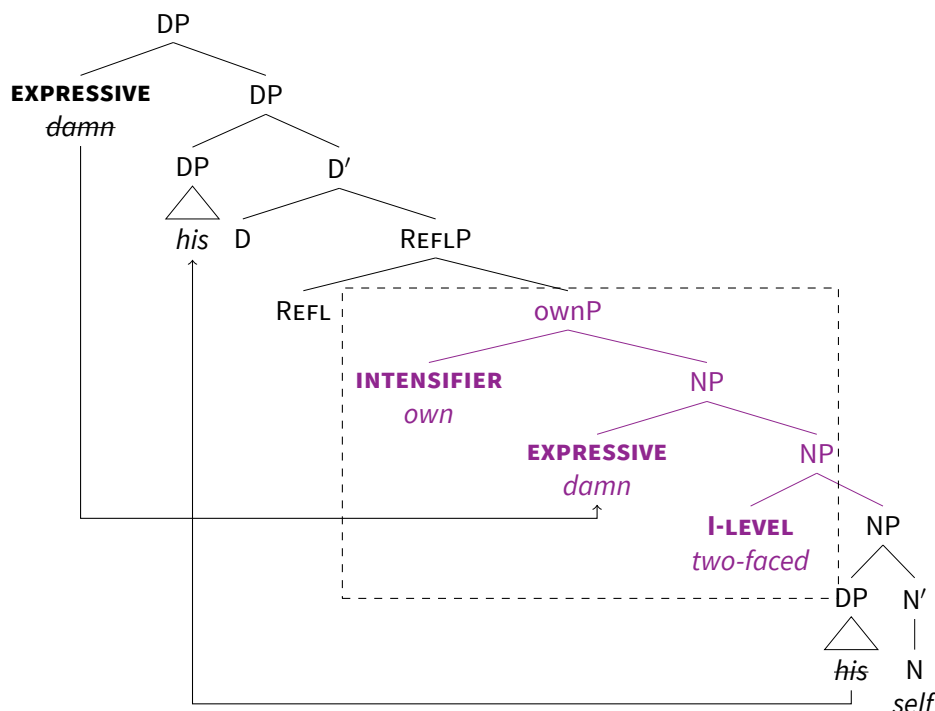 DP
EXPRESSIVE DP
damn
DP D′
his D REFLP
REFL ownP
INTENSIFIER NP
own
EXPRESSIVE NP
damn
I-LEVEL NP
two-faced
DP N′
his N
self